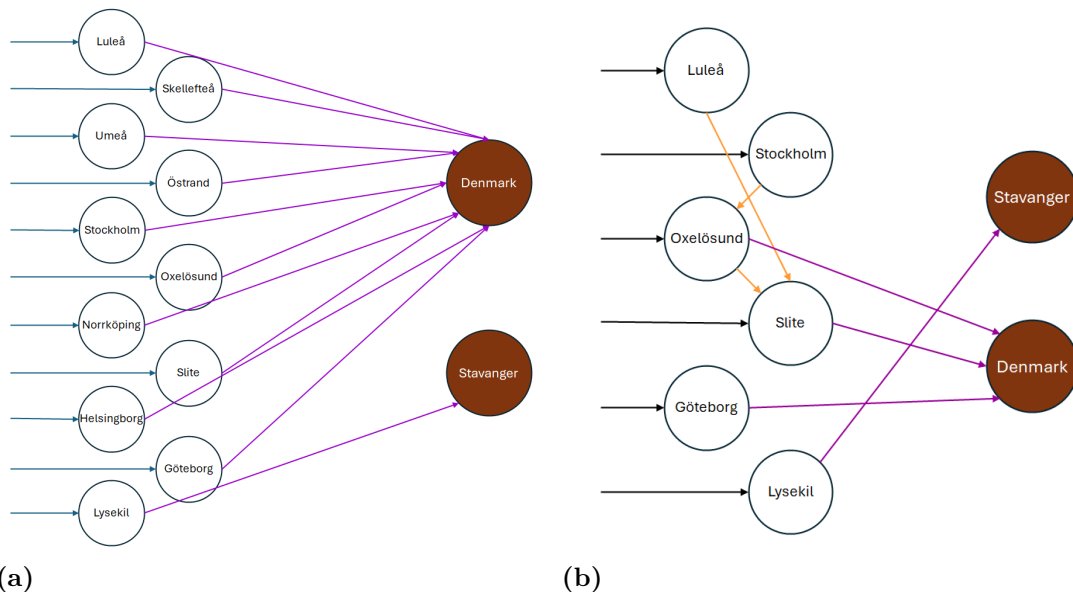 Luleå
Skellefteå
Umeå
Östrand
Denmark
Stockholm
Oxelösund
Norrköping
Slite
Stavanger
Helsingborg
Göteborg
Lysekil
(a)
Luleå
Stockholm
Stavanger
Oxelösund
Slite
Denmark
Göteborg
Lysekil
(b)